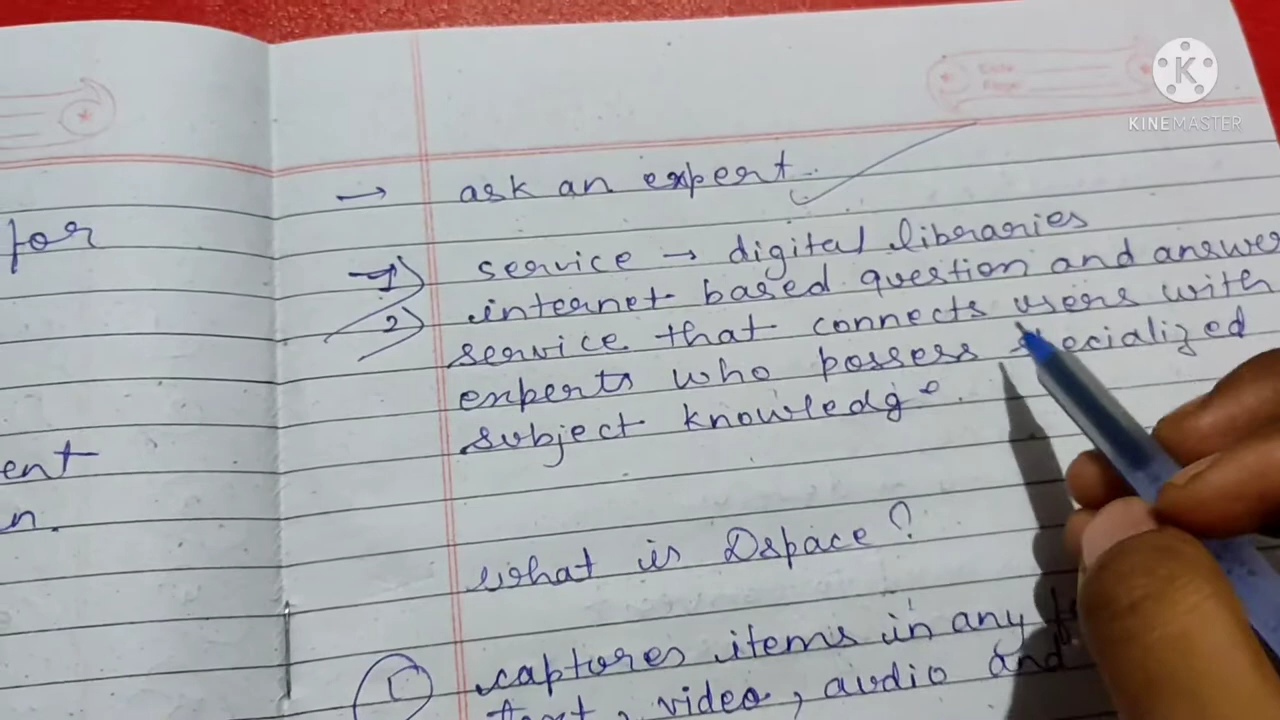 for
ent
n.
→ ask an expert
1) service → digital libraries
2) internet based question and answer
service that connects users with
experts who possess specialized
subject knowledge.
what is Dspace?
captures items in any
text, video, audio and
KINEMASTER